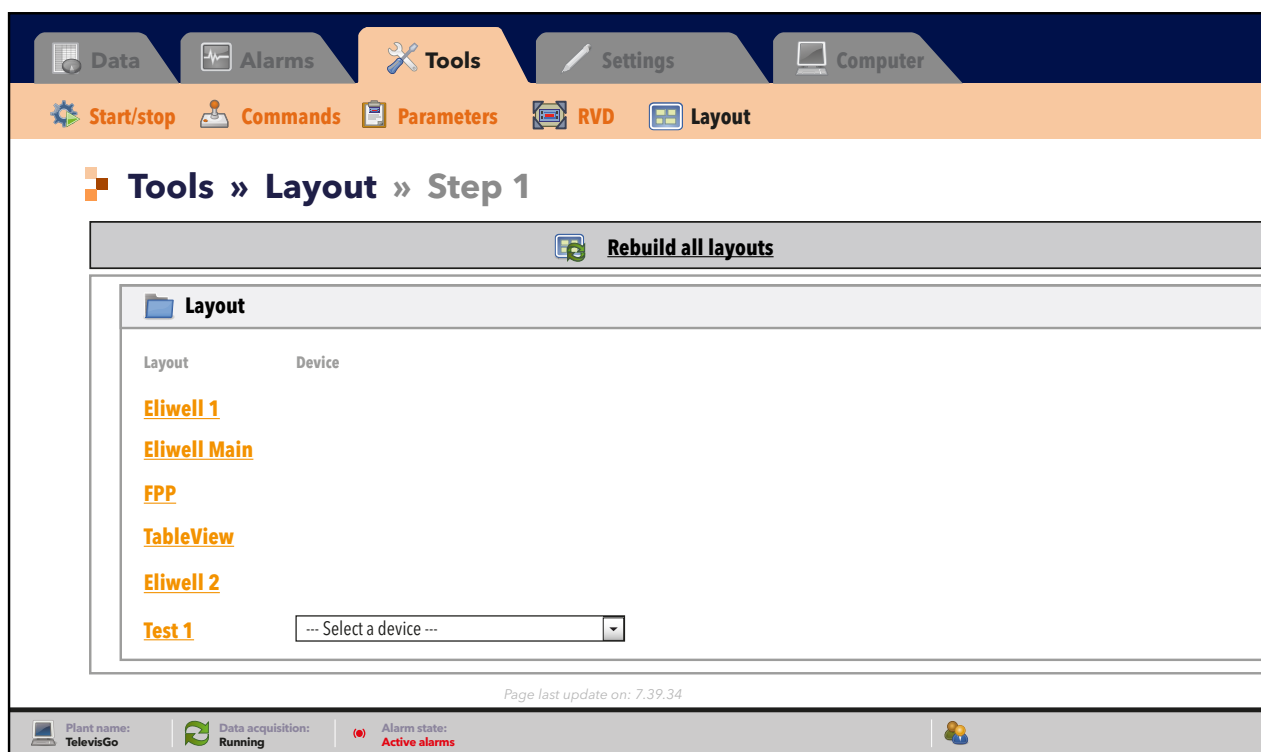 Data Alarms Tools Settings Computer
Start/stop Commands Parameters RVD Layout
Tools » Layout » Step 1
Rebuild all layouts
Layout
Layout Device
Eliwell 1
Eliwell Main
FPP
TableView
Eliwell 2
Test 1 --- Select a device ---
Page last update on: 7.39.34
Plant name: Data acquisition: Alarm state:
TelevisGo Running Active alarms